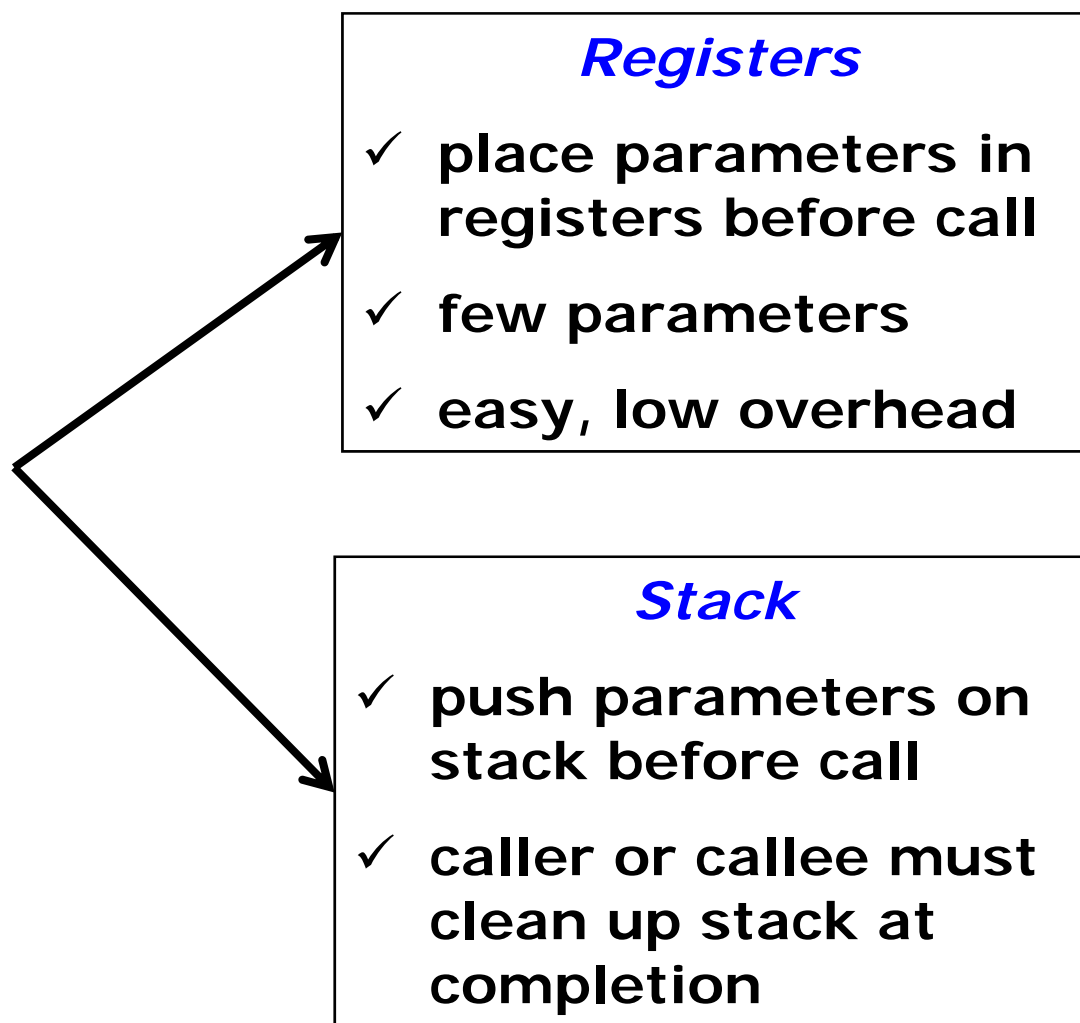 Registers
✓ place parameters in
registers before call
✓ few parameters
✓ easy, low overhead
Stack
✓ push parameters on
stack before call
✓ caller or callee must
clean up stack at
completion